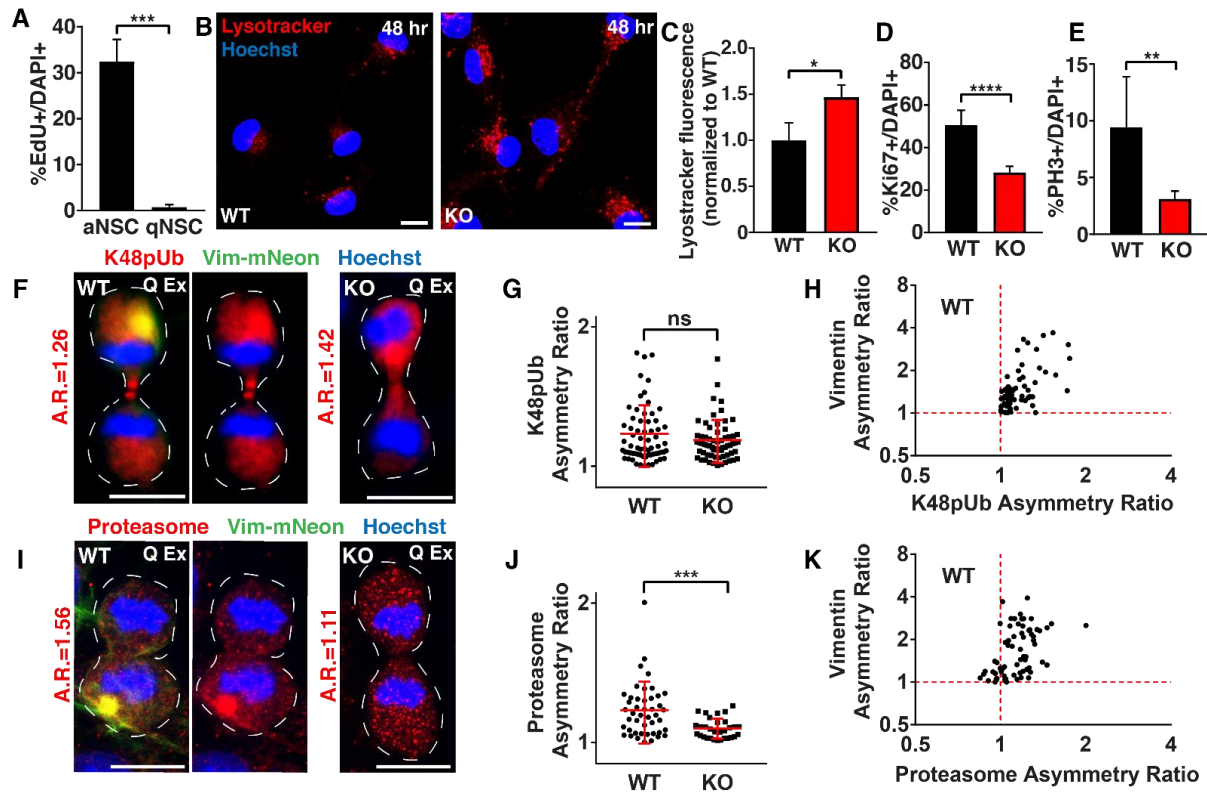 A
%EdU+/DAPI+
40
30
20
10
0
***
aNSC qNSC
B
Lysotracker
Hoechst
48 hr
WT
48 hr
KO
C
Lyostracker fluorescence
(normalized to WT)
2.0
1.5
1.0
0.5
0.0
*
WT KO
D
%Ki67+/DAPI+
80
60
40
20
0
****
WT KO
E
%PH3+/DAPI+
15
10
5
0
**
WT KO
K48pUb Vim-mNeon Hoechst
F
A.R.=1.26
WT Q Ex
A.R.=1.42
KO Q Ex
G
K48pUb
Asymmetry Ratio
2
1
ns
WT KO
H
Vimentin
Asymmetry Ratio
8
4
2
1
0.5
WT
0.5 1 2 4
K48pUb Asymmetry Ratio
Proteasome Vim-mNeon Hoechst
I
A.R.=1.56
WT Q Ex
A.R.=1.11
KO Q Ex
J
Proteasome
Asymmetry Ratio
2
1
***
WT KO
K
Vimentin
Asymmetry Ratio
8
4
2
1
0.5
WT
0.5 1 2 4
Proteasome Asymmetry Ratio